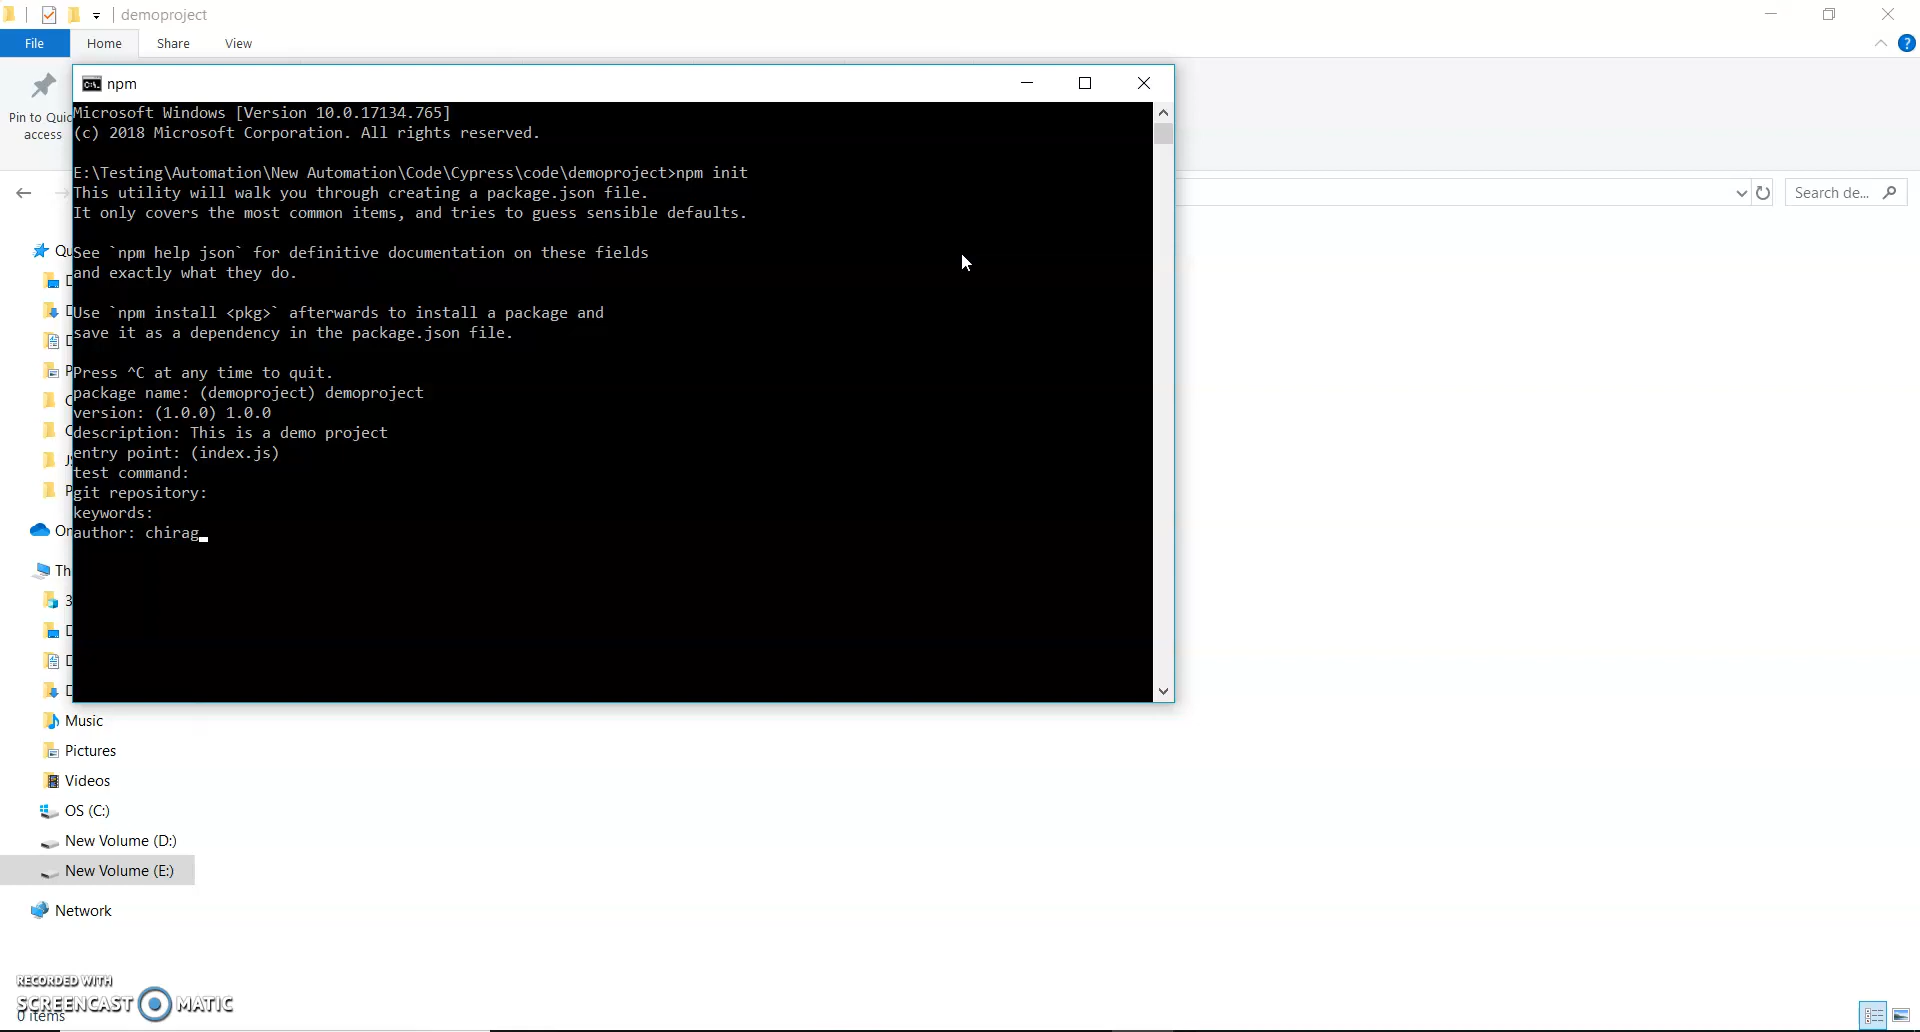 demoproject
File Home Share View
npm
Pin to Quic
access
Microsoft Windows [Version 10.0.17134.765]
(c) 2018 Microsoft Corporation. All rights reserved.
E:\Testing\Automation\New Automation\Code\Cypress\code\demoproject>npm init
This utility will walk you through creating a package.json file.
It only covers the most common items, and tries to guess sensible defaults.
Search de...
See `npm help json` for definitive documentation on these fields
and exactly what they do.
Use `npm install <pkg>` afterwards to install a package and
save it as a dependency in the package.json file.
Press ^C at any time to quit.
package name: (demoproject) demoproject
version: (1.0.0) 1.0.0
description: This is a demo project
entry point: (index.js)
test command:
git repository:
keywords:
author: chirag
Music
Pictures
Videos
OS (C:)
New Volume (D:)
New Volume (E:)
Network
RECORDED WITH
SCREENCAST MATIC
0 items